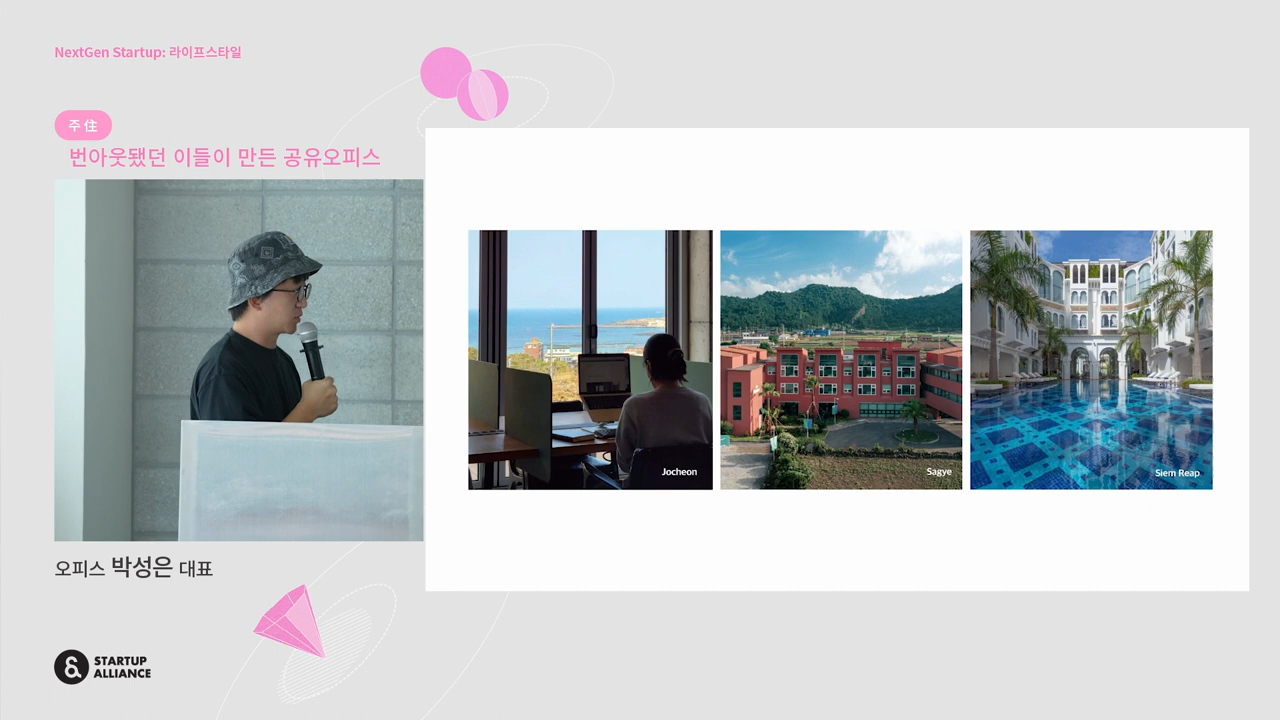 NextGen Startup: 라이프스타일
주 住
번아웃됐던 이들이 만든 공유오피스
Jocheon
Sagye
Siem Reap
오피스 박성은 대표
STARTUP
ALLIANCE